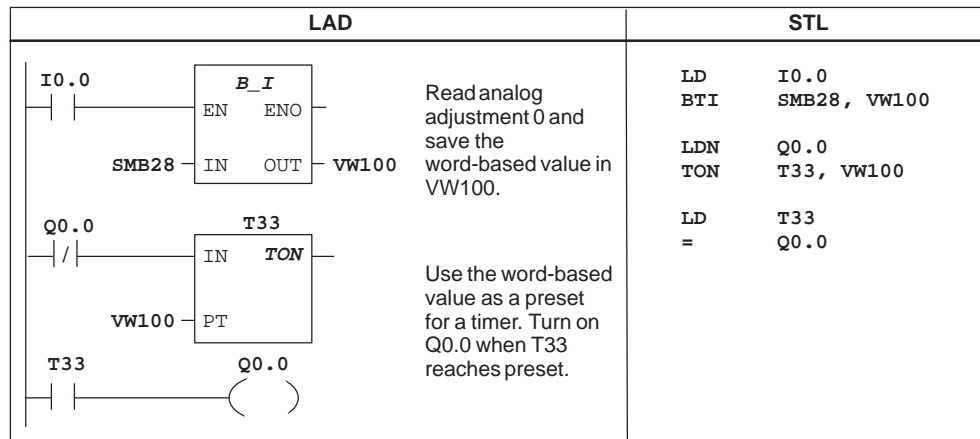 LAD
STL
I0.0
B_I
EN ENO
SMB28 IN OUT VW100
Read analog
adjustment 0 and
save the
word-based value in
VW100.
Q0.0
/
T33
IN TON
VW100 PT
Use the word-based
value as a preset
for a timer. Turn on
Q0.0 when T33
reaches preset.
T33 Q0.0
LD I0.0
BTI SMB28, VW100
LDN Q0.0
TON T33, VW100
LD T33
= Q0.0